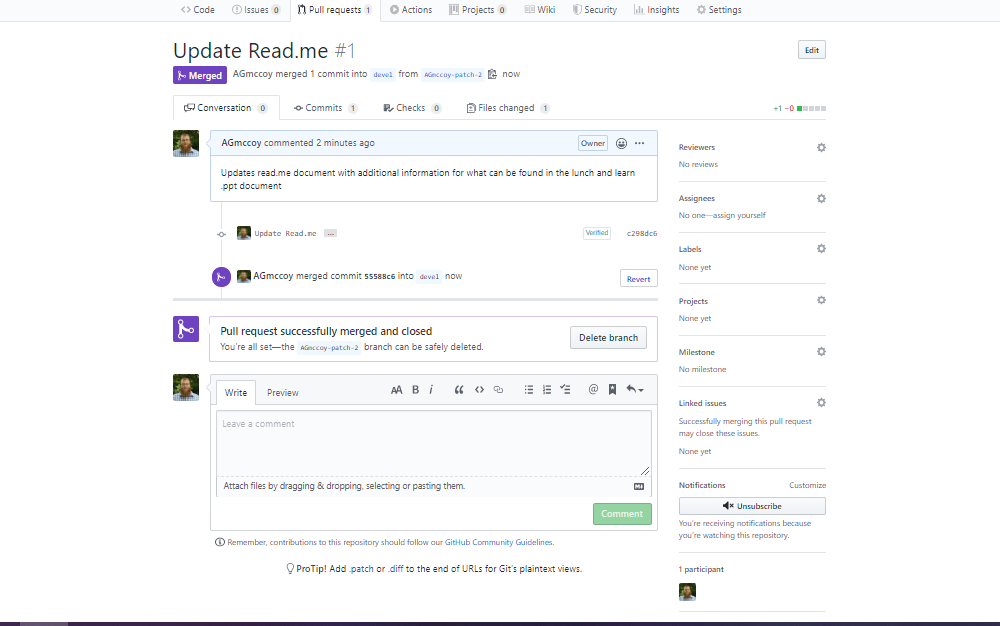 Code Issues 0 Pull requests 1 Actions Projects 0 Wiki Security Insights Settings
Update Read.me #1
Edit
Merged AGmccoy merged 1 commit into devel from AGmccoy-patch-2 now
Conversation 0 Commits 1 Checks 0 Files changed 1
+1 −0
AGmccoy commented 2 minutes ago
Owner
Updates read.me document with additional information for what can be found in the lunch and learn
.ppt document
Update Read.me ...
Verified c298dc6
AGmccoy merged commit 55588c6 into devel now
Revert
Pull request successfully merged and closed
You're all set—the AGmccoy-patch-2 branch can be safely deleted.
Delete branch
Write Preview
AA B i
Leave a comment
Attach files by dragging & dropping, selecting or pasting them.
Comment
Remember, contributions to this repository should follow our GitHub Community Guidelines.
ProTip! Add .patch or .diff to the end of URLs for Git's plaintext views.
Reviewers
No reviews
Assignees
No one—assign yourself
Labels
None yet
Projects
None yet
Milestone
No milestone
Linked issues
Successfully merging this pull request
may close these issues.
None yet
Notifications Customize
Unsubscribe
You're receiving notifications because
you're watching this repository.
1 participant